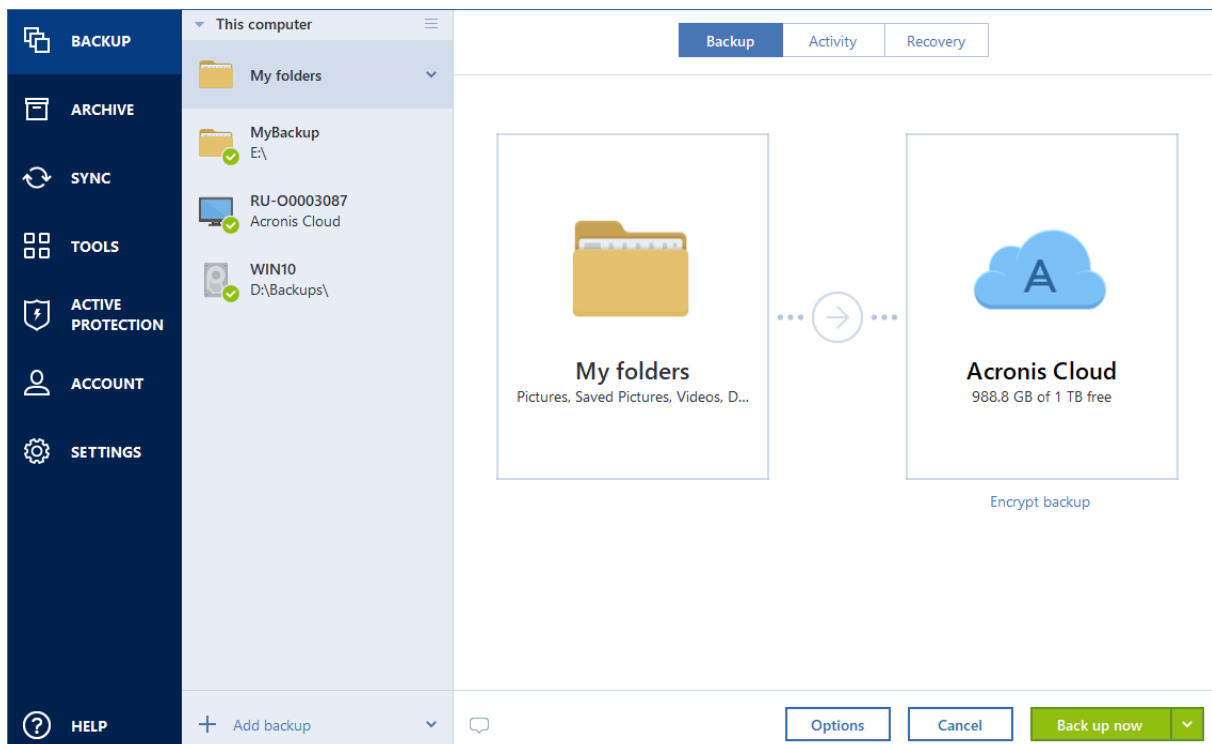 BACKUP
ARCHIVE
SYNC
TOOLS
ACTIVE
PROTECTION
ACCOUNT
SETTINGS
HELP
This computer
My folders
MyBackup
E:\
RU-O0003087
Acronis Cloud
WIN10
D:\Backups\
Add backup
Backup
Activity
Recovery
My folders
Pictures, Saved Pictures, Videos, D...
Acronis Cloud
988.8 GB of 1 TB free
Encrypt backup
Options
Cancel
Back up now